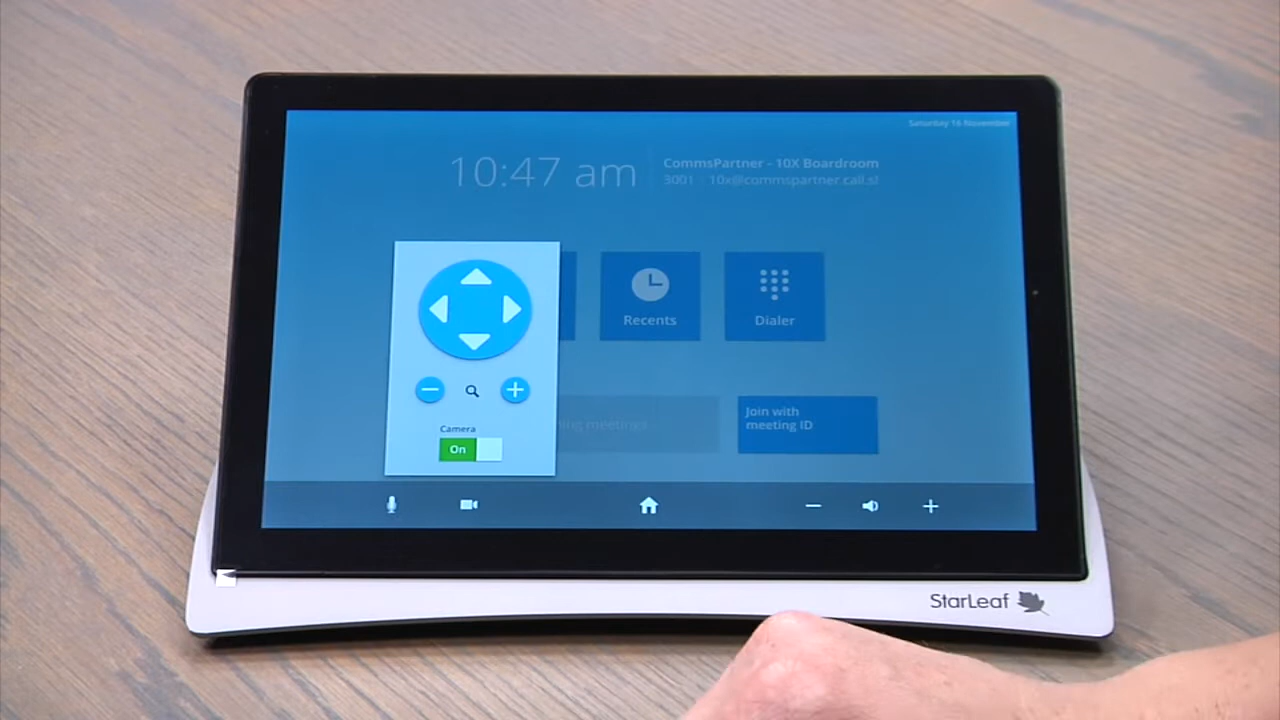 Saturday 16 November
10:47 am
CommsPartner - 10X Boardroom
3001 10x@commspartner.call.sl
Recents
Dialer
meetings
Join with
meeting ID
Camera
On
StarLeaf